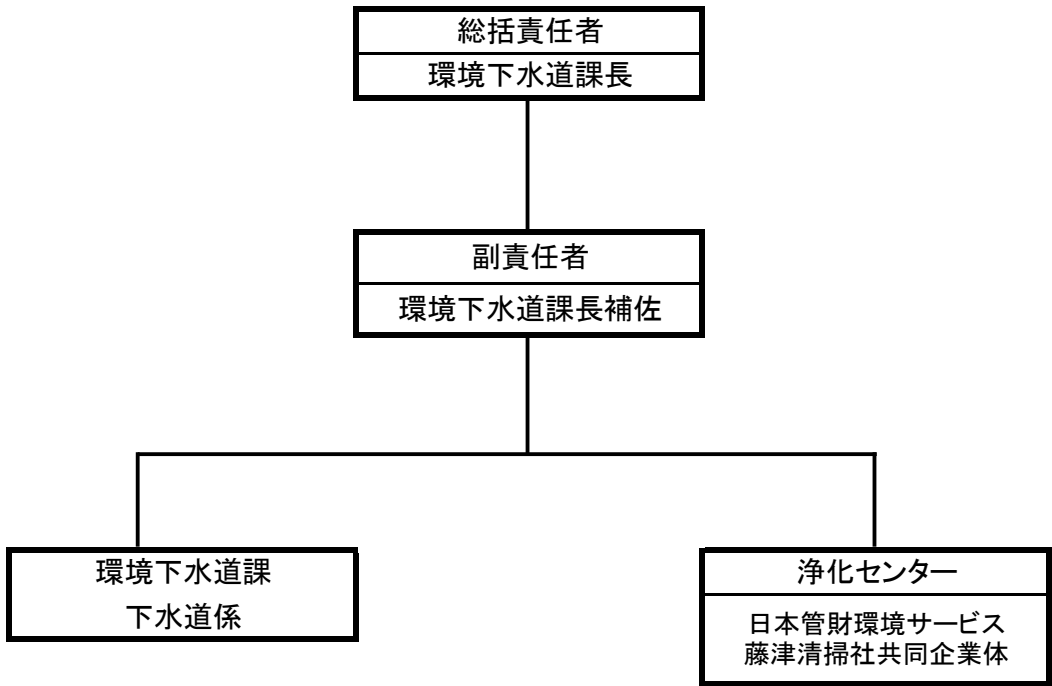 総括責任者
環境下水道課長
副責任者
環境下水道課長補佐
環境下水道課
下水道係
浄化センター
日本管財環境サービス
藤津清掃社共同企業体